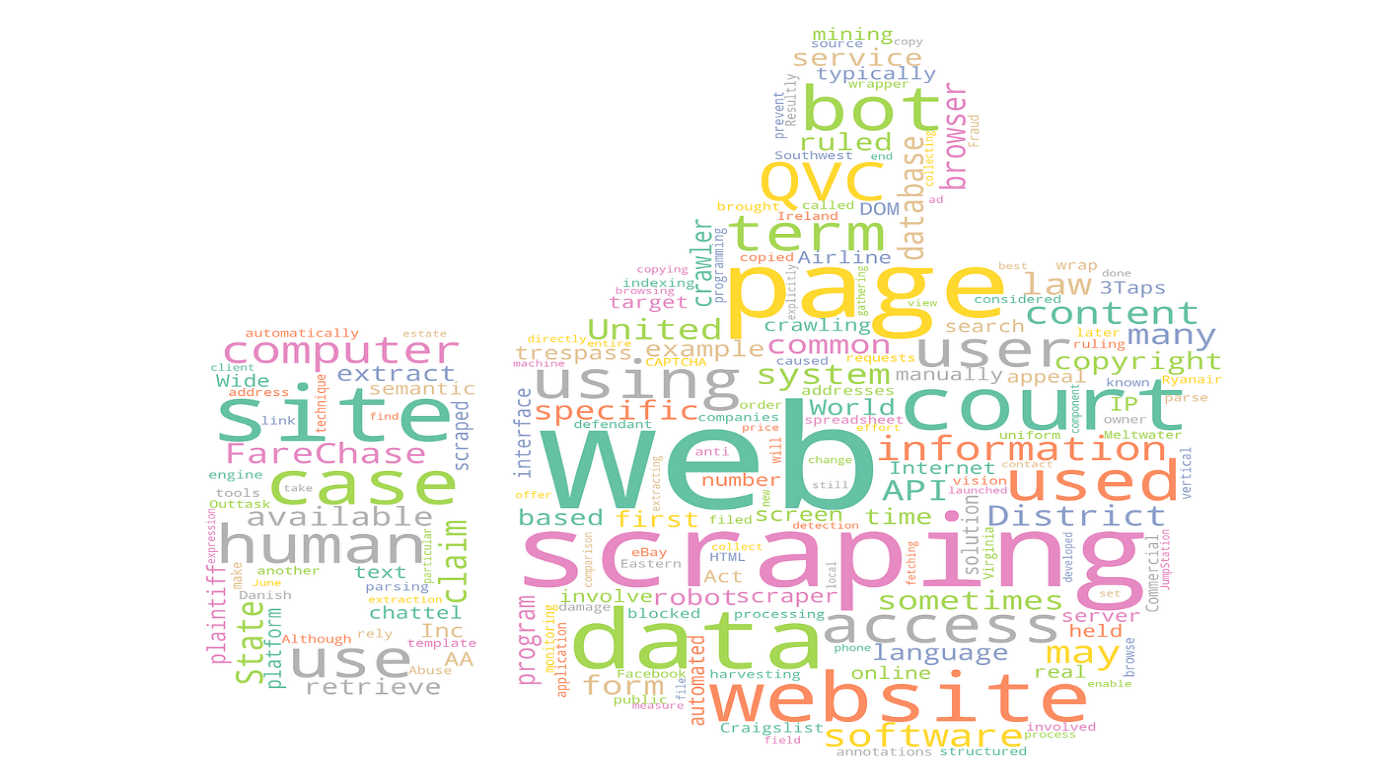 mining
source
copy
service
typically
wrapper
bot
prevent
Resultly
browser
Fraud
ruled
Southwest
end
collecting
database
QVC
brought
called
ad
Ireland
DOM
term
crawler
programming
copied
Airline
copying
indexing
browsing
target
explicitly
gathering
page
view
best
wrap
done
law
3Taps
considered
content
United
crawling
search
later
many
ruling
directly
entire
trespass
example
common
user
copyright
machine
CAPTCHA
caused
requests
manually
appeal
known
Ryanair
using
system
addresses
component
parse
IP
owner
interface
specific
order
World
court
defendant
companies
price
spreadsheet
effort
uniform
Meltwater
web
anti
will
change
information
Internet
contact
vertical
number
extracting
still
API
vision
launched
used
offer
new
based
first
filed
screen
time
detection
solution
District
Virginia
scraping
comparison
eBay
Eastern
HTML
collect
Act
local
fetching
developed
Commercial
JumpStation
set
involve
robot
scraper
sometimes
damage
blocked
processing
server
program
monitoring
application
data
access
held
phone
language
may
browse
Facebook
harvesting
online
real
enable
form
file
automated
public
measure
website
Craigslist
software
involved
process
field
annotations
structured
automatically
estate
computer
client
Wide
extract
address
semantic
technique
site
find
link
scraped
FareChase
engine
case
tools
take
Outtask
available
expression
human
particular
claim
plaintiff
make
another
text
June
parsing
Danish
extraction
State
platform
chattel
Although
rely
Inc
template
use
AA
Abuse
retrieve